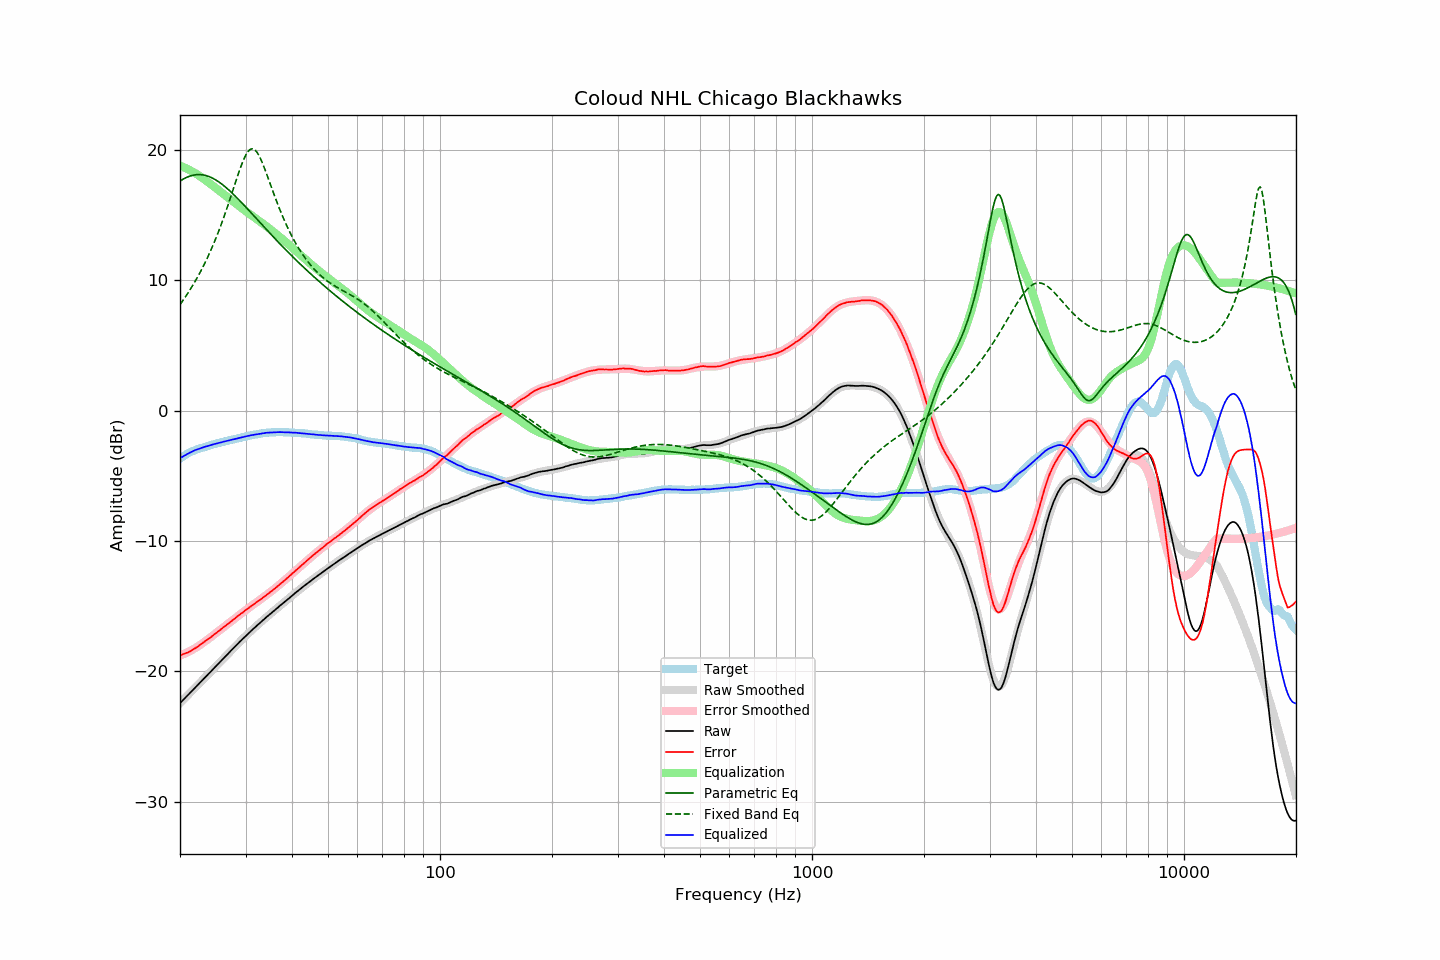 Coloud NHL Chicago Blackhawks
20
10
0
−10
−20
−30
Amplitude (dBr)
Target
Raw Smoothed
Error Smoothed
Raw
Error
Equalization
Parametric Eq
Fixed Band Eq
Equalized
100
1000
10000
Frequency (Hz)